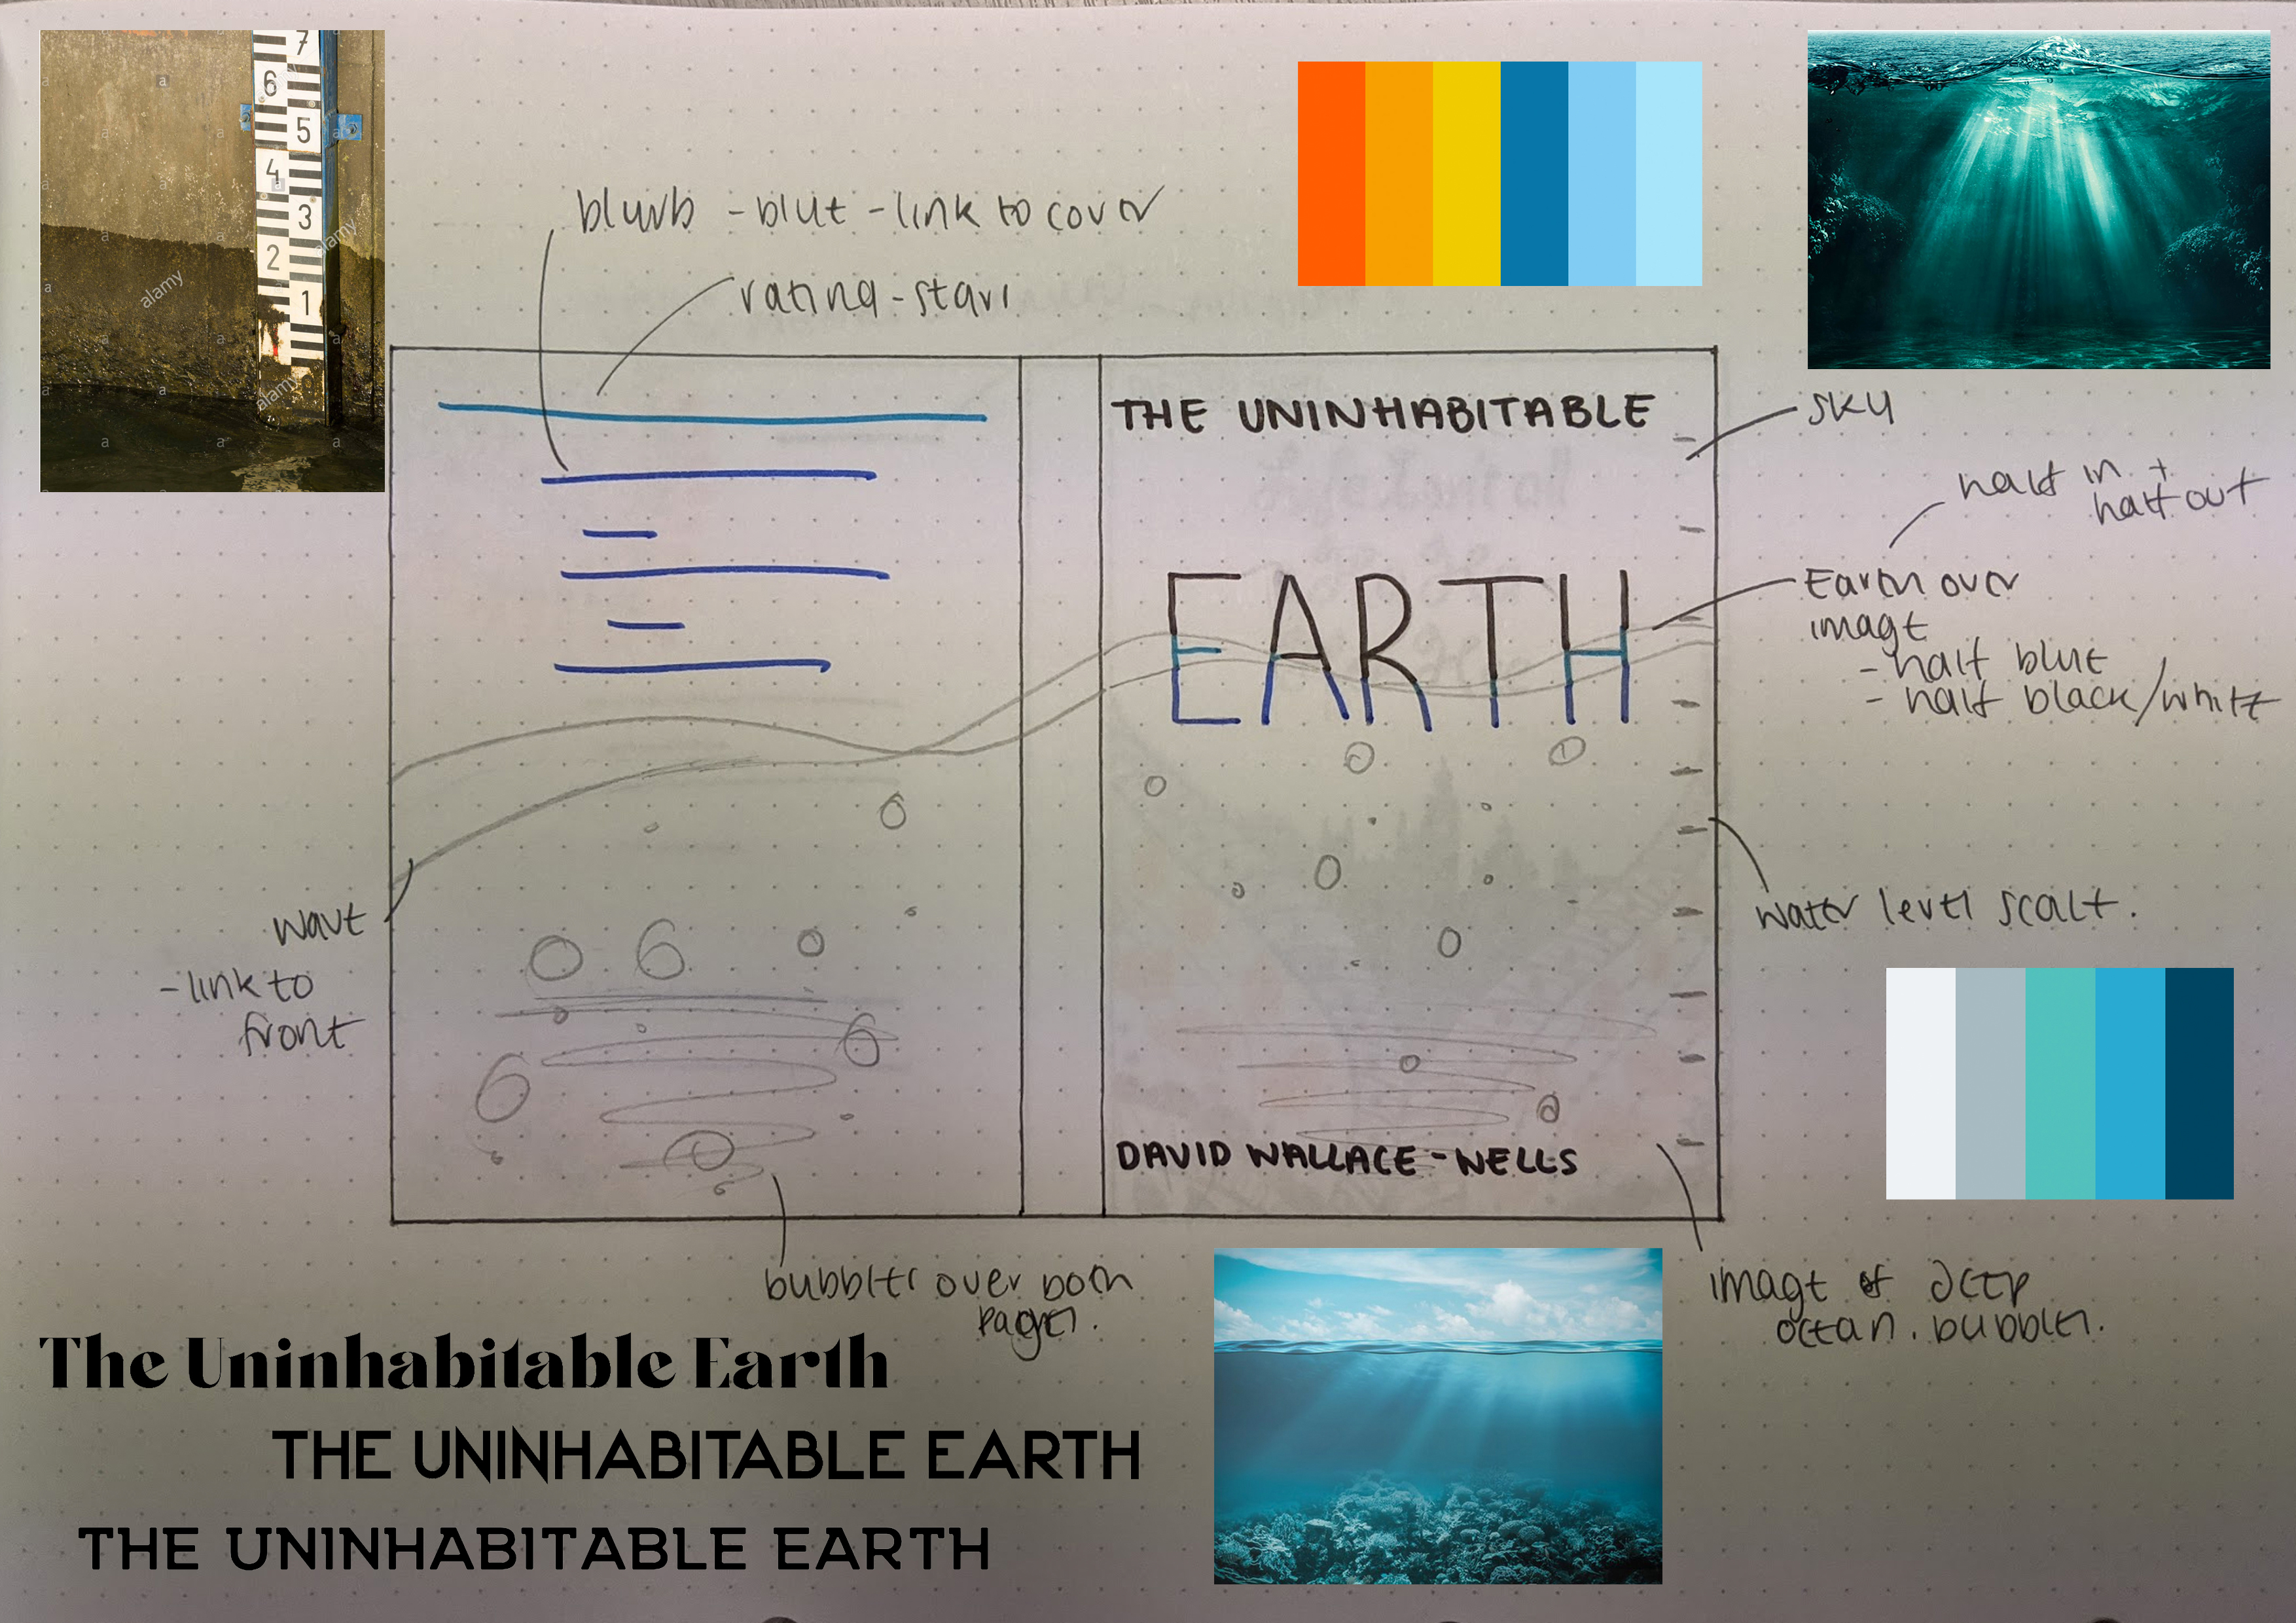 7
6
5
4
3
2
1
alamy
alamy
alamy
a
blurb - blue - link to cover
rating - stars
THE UNINHABITABLE
EARTH
DAVID WALLACE-WELLS
sky
half in +
half out
Earth over
image
- half blue
- half black/white
water level scale.
wave
- link to
front
bubbles over both
pages.
image of deep
ocean. bubbles.
The Uninhabitable Earth
THE UNINHABITABLE EARTH
THE UNINHABITABLE EARTH